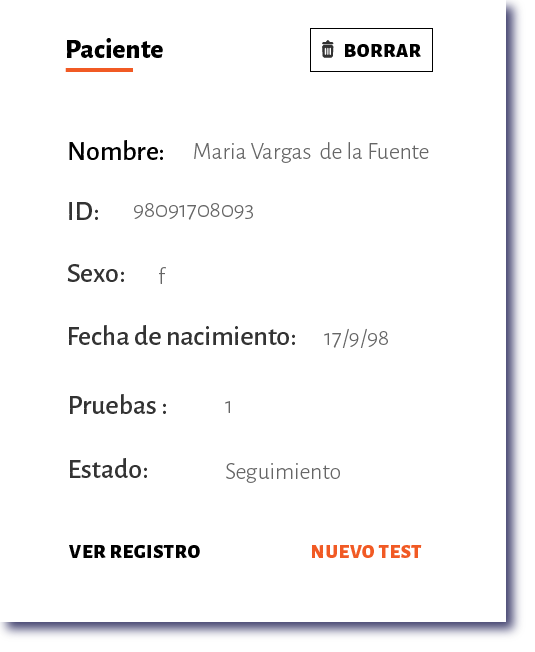 Paciente
BORRAR
Nombre: Maria Vargas de la Fuente
ID: 98091708093
Sexo: f
Fecha de nacimiento: 17/9/98
Pruebas : 1
Estado: Seguimiento
VER REGISTRO
NUEVO TEST